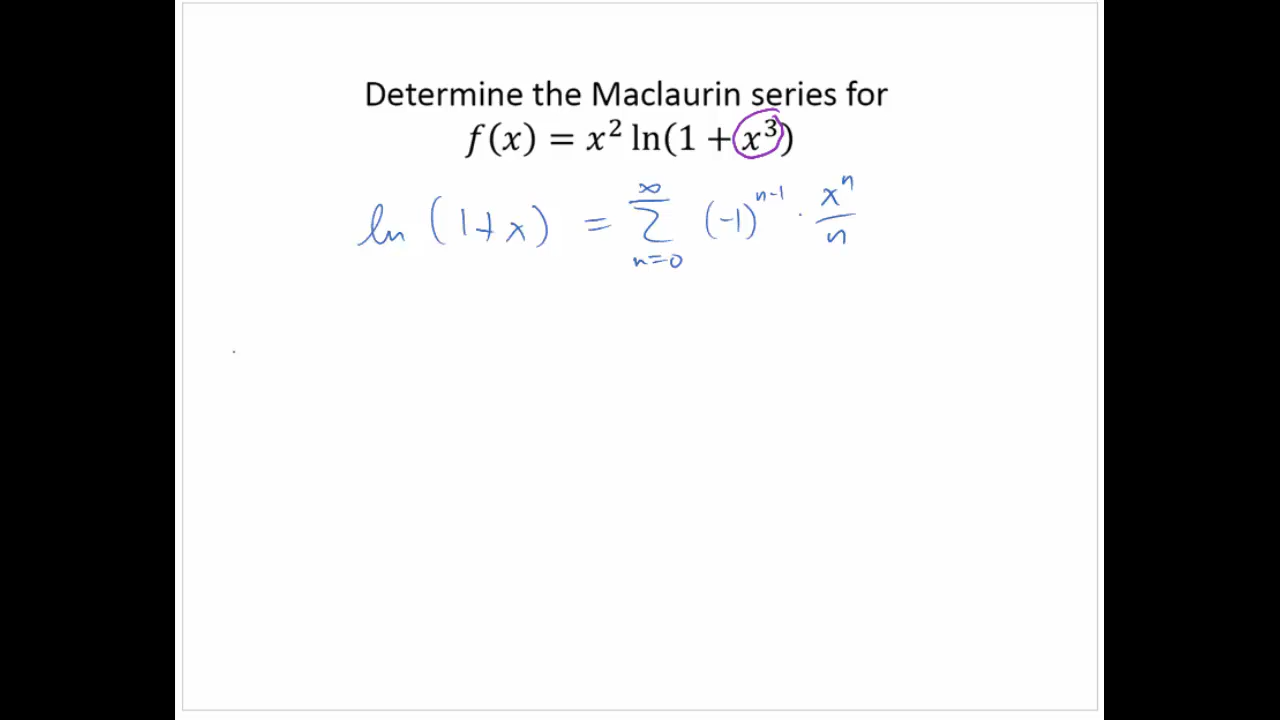 Determine the Maclaurin series for
f(x) = x² ln(1 + x³)
ln (1+x) = ∞ Σ n=0 (-1)ⁿ⁻¹ · xⁿ/n